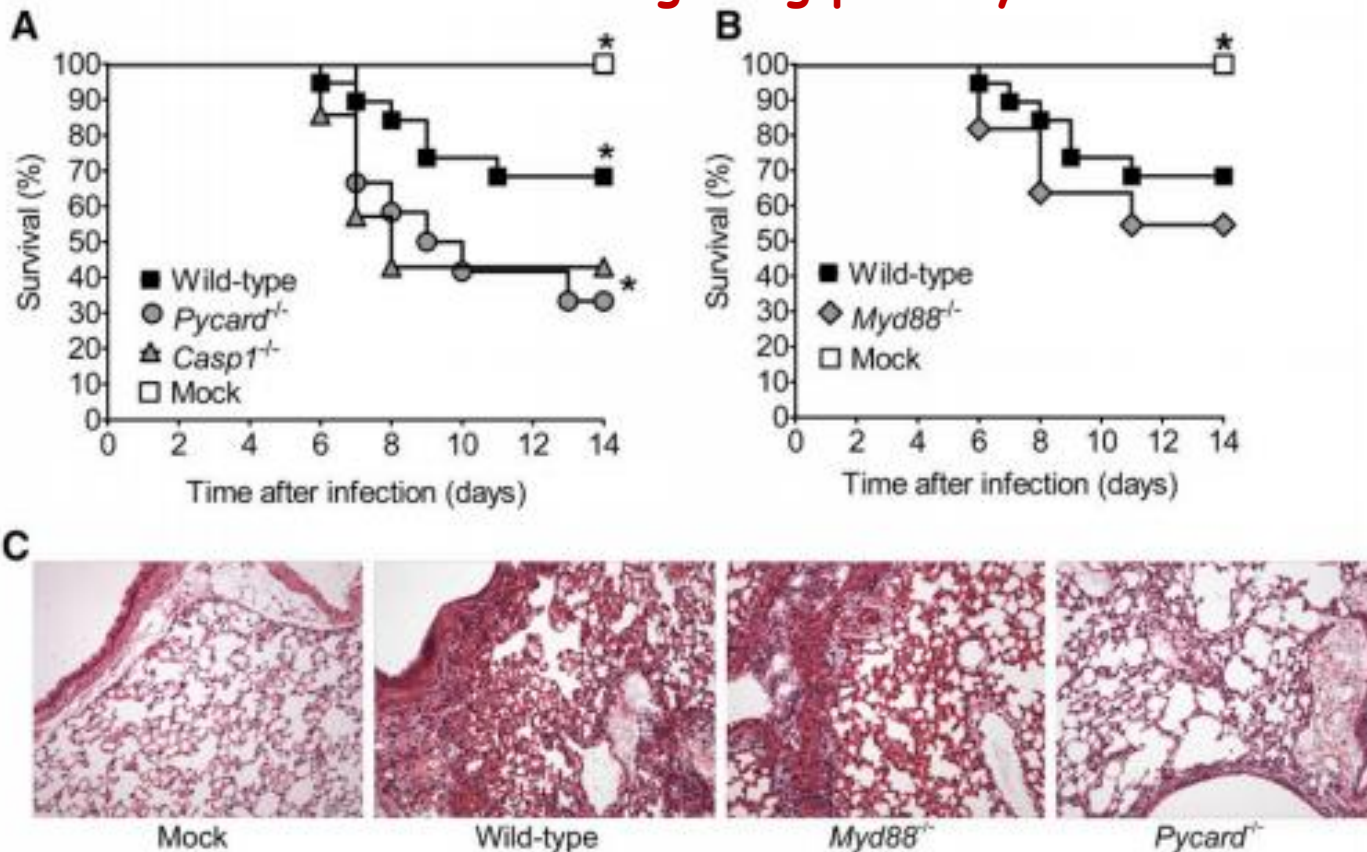 A
B
*
*
*
*
Survival (%)
100
90
80
70
60
50
40
30
20
10
0
Wild-type
Pycard-/-
Casp1-/-
Mock
0 2 4 6 8 10 12 14
Time after infection (days)
Survival (%)
100
90
80
70
60
50
40
30
20
10
0
Wild-type
Myd88-/-
Mock
0 2 4 6 8 10 12 14
Time after infection (days)
C
Mock Wild-type Myd88-/- Pycard-/-